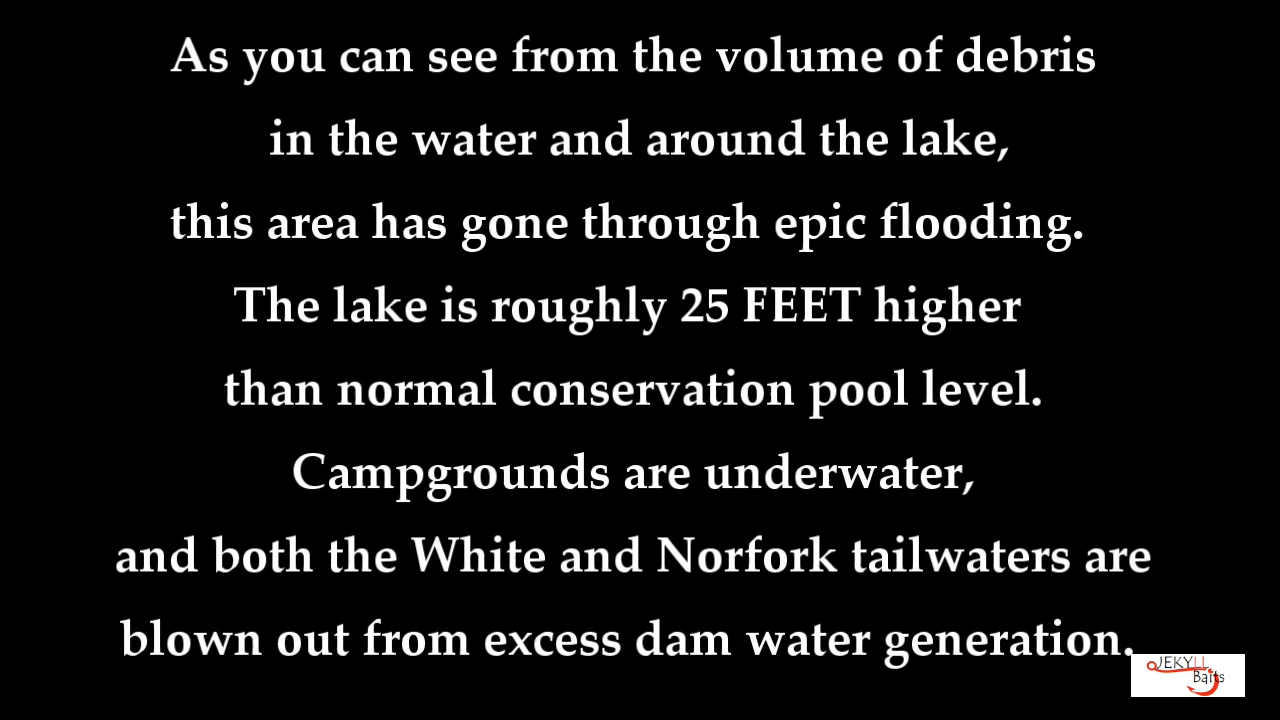 As you can see from the volume of debris
in the water and around the lake,
this area has gone through epic flooding.
The lake is roughly 25 FEET higher
than normal conservation pool level.
Campgrounds are underwater,
and both the White and Norfork tailwaters are
blown out from excess dam water generation.
JEKYLL
Baits